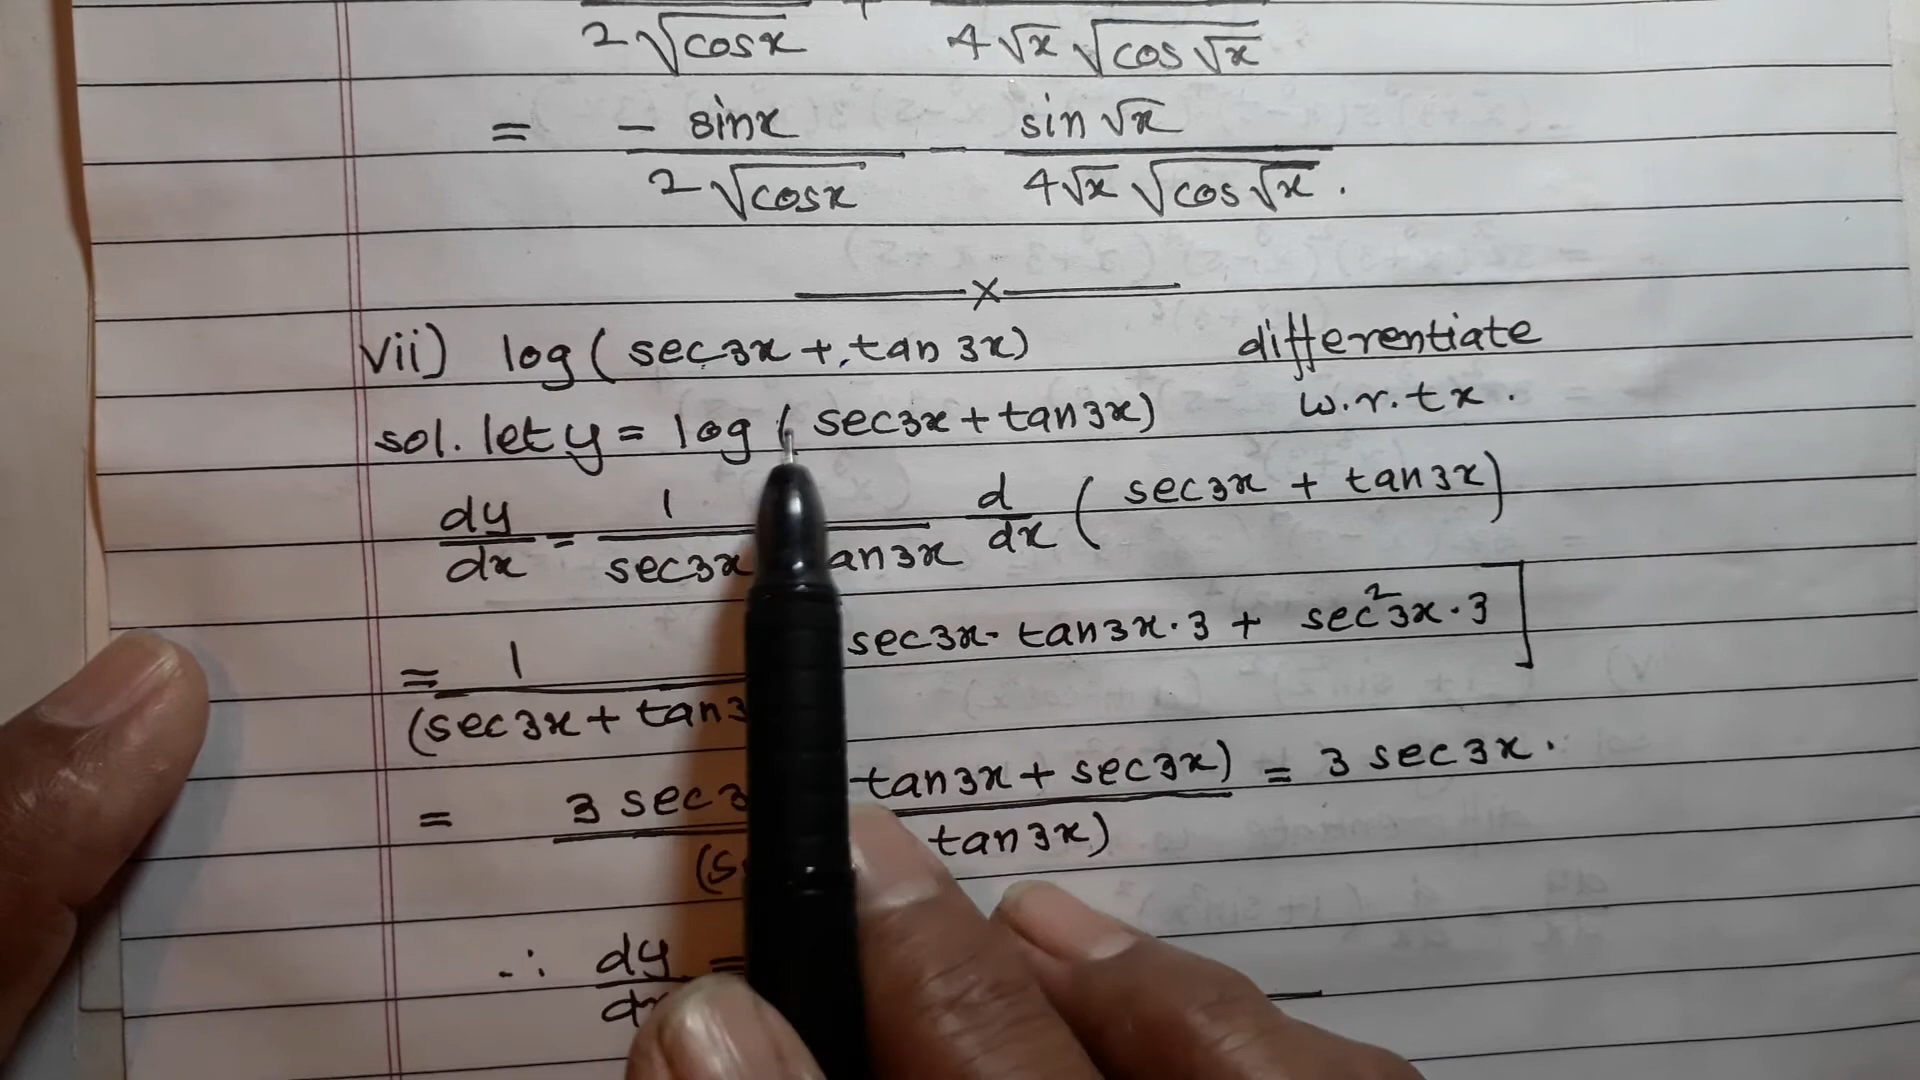 2√cosx 4√x √cos√x
= - sinx / 2√cosx - sin√x / 4√x √cos√x .
x
vii) log( sec3x + tan 3x) differentiate
w.r.tx .
sol. let y = log ( sec3x + tan3x)
dy/dx = 1 / sec3x an3x d/dx ( sec3x + tan3x)
= 1 / (sec3x + tan3 sec3x· tan3x·3 + sec²3x·3 ]
= 3 sec3 tan3x + sec3x) / (s tan3x) = 3 sec3x .
∴ dy/dx =